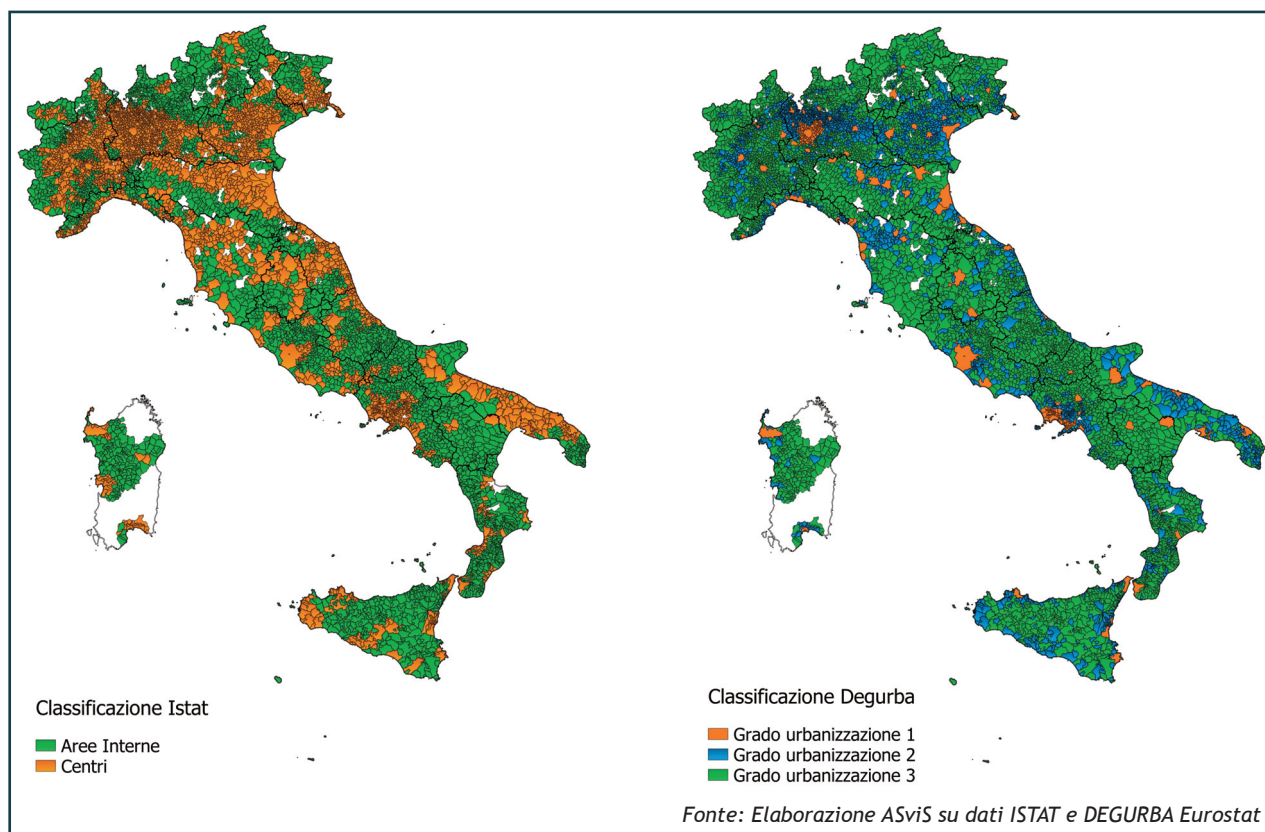 Classificazione Istat
Aree Interne
Centri
Classificazione Degurba
Grado urbanizzazione 1
Grado urbanizzazione 2
Grado urbanizzazione 3
Fonte: Elaborazione ASviS su dati ISTAT e DEGURBA Eurostat